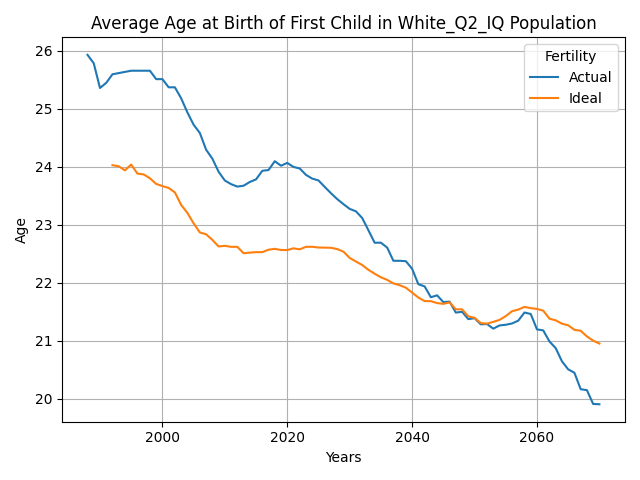 Average Age at Birth of First Child in White_Q2_IQ Population
Fertility
Actual
Ideal
26
25
24
23
22
21
20
Age
2000
2020
2040
2060
Years